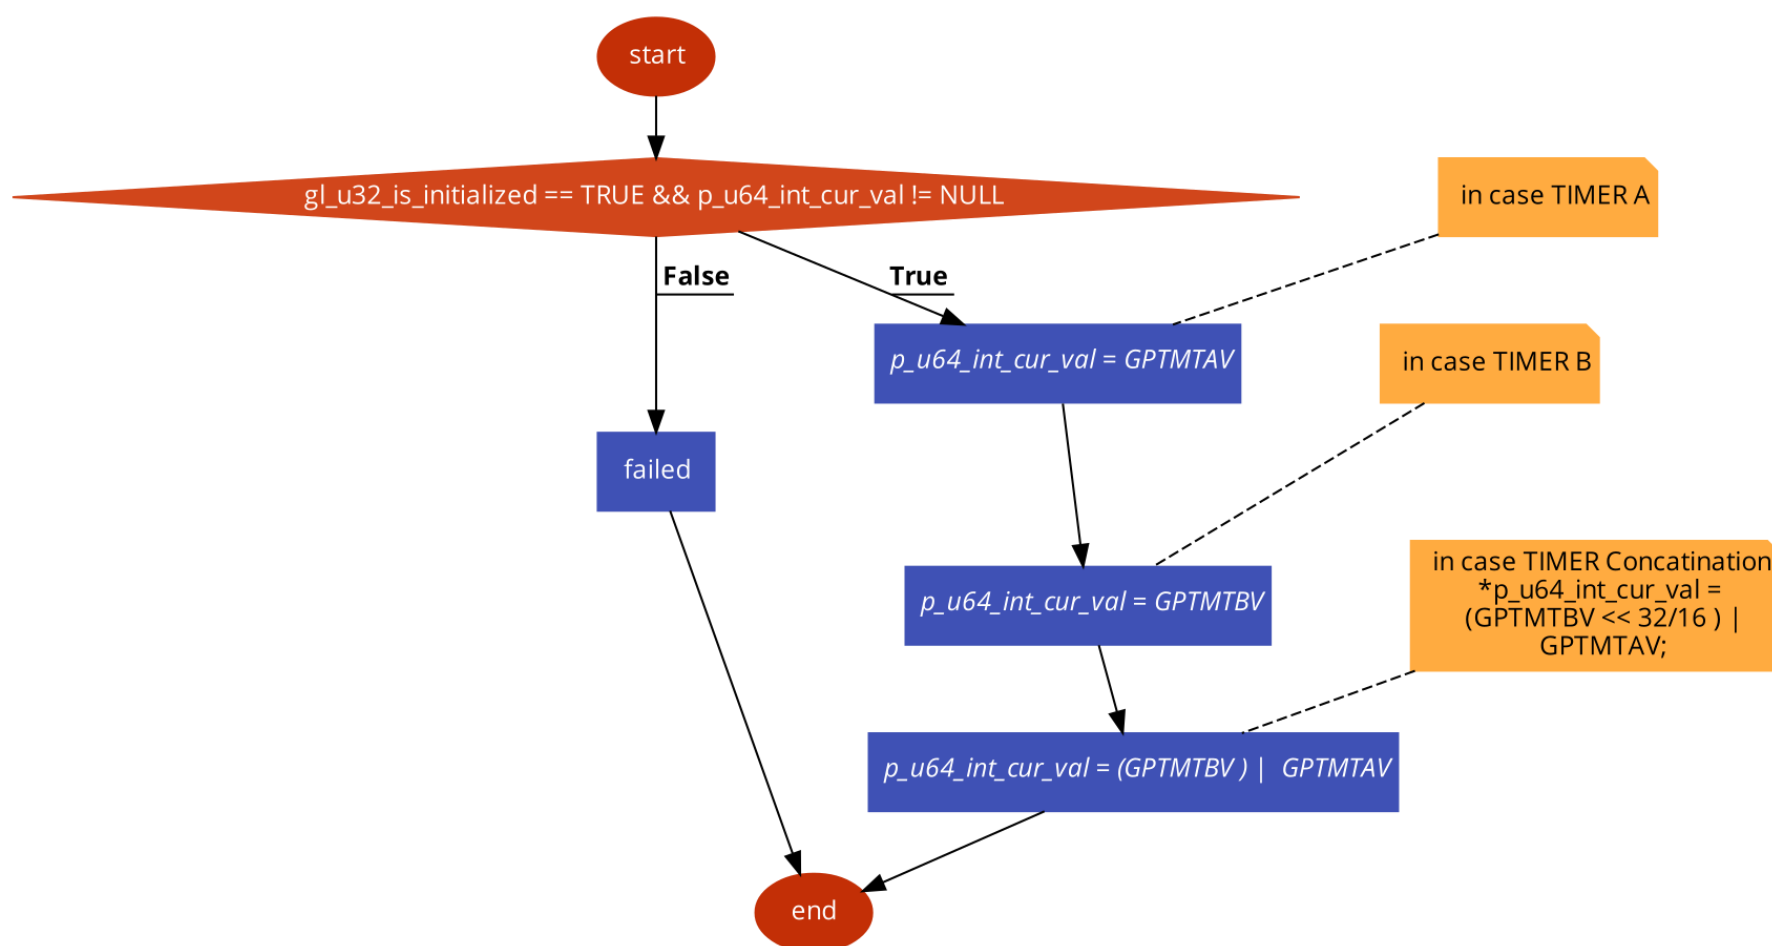 start
gl_u32_is_initialized == TRUE && p_u64_int_cur_val != NULL
in case TIMER A
False
True
p_u64_int_cur_val = GPTMTAV
in case TIMER B
failed
in case TIMER Concatination
*p_u64_int_cur_val =
(GPTMTBV << 32/16 ) |
GPTMTAV;
p_u64_int_cur_val = GPTMTBV
p_u64_int_cur_val = (GPTMTBV ) | GPTMTAV
end